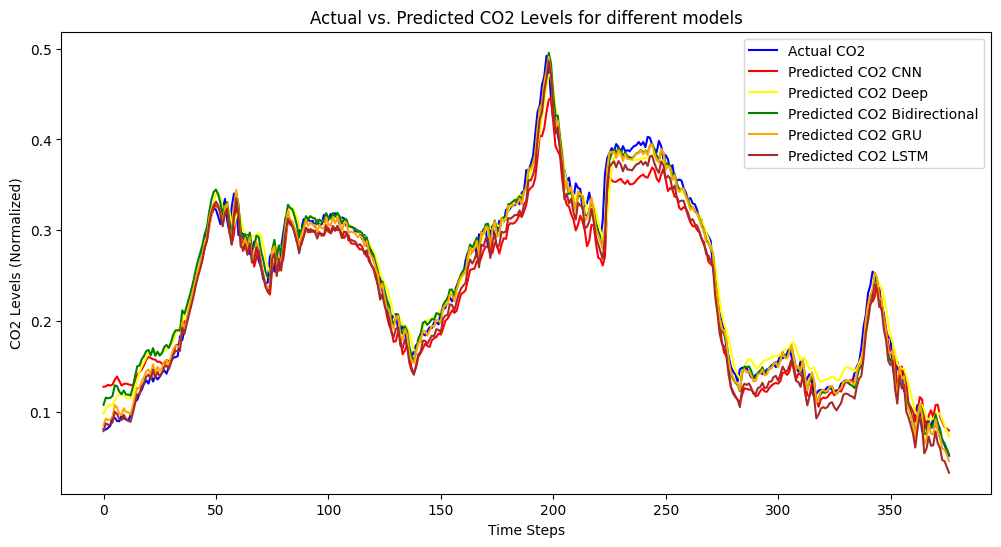 Actual vs. Predicted CO2 Levels for different models
Actual CO2
Predicted CO2 CNN
Predicted CO2 Deep
Predicted CO2 Bidirectional
Predicted CO2 GRU
Predicted CO2 LSTM
CO2 Levels (Normalized)
0.5
0.4
0.3
0.2
0.1
0 50 100 150 200 250 300 350
Time Steps